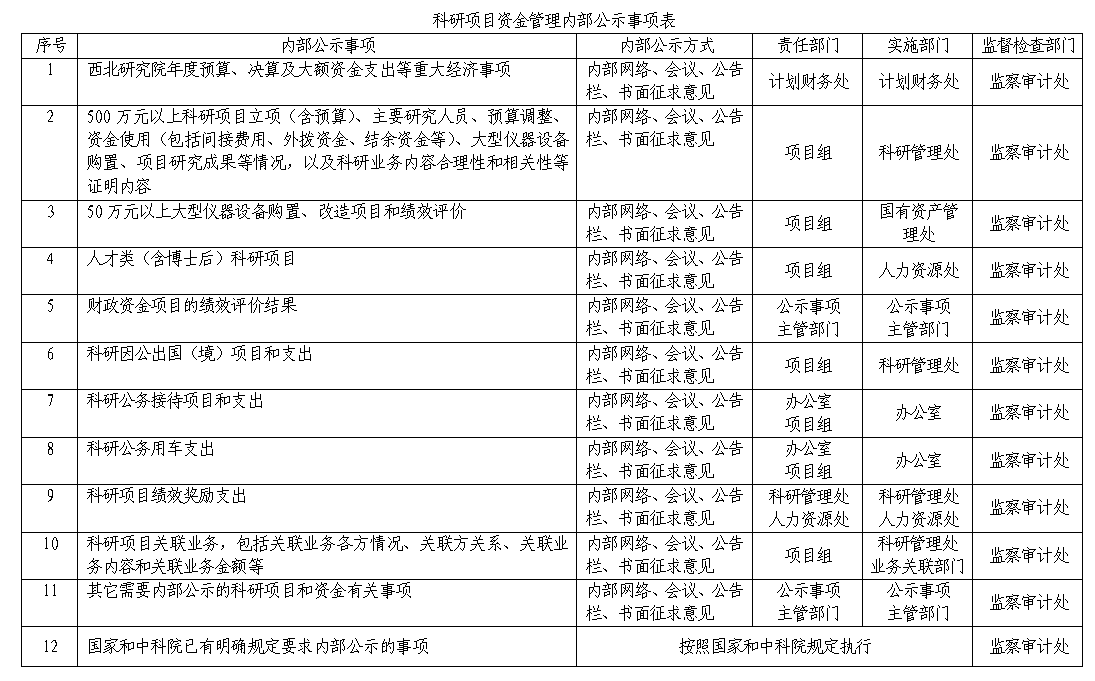 科研项目资金管理内部公示事项表
序号 内部公示事项 内部公示方式 责任部门 实施部门 监督检查部门
1 西北研究院年度预算、决算及大额资金支出等重大经济事项 内部网络、会议、公告栏、书面征求意见 计划财务处 计划财务处 监察审计处
2 500万元以上科研项目立项（含预算）、主要研究人员、预算调整、
资金使用（包括间接费用、外拨资金、结余资金等）、大型仪器设备
购置、项目研究成果等情况，以及科研业务内容合理性和相关性等
证明内容 内部网络、会议、公告栏、书面征求意见 项目组 科研管理处 监察审计处
3 50万元以上大型仪器设备购置、改造项目和绩效评价 内部网络、会议、公告栏、书面征求意见 项目组 国有资产管理处 监察审计处
4 人才类（含博士后）科研项目 内部网络、会议、公告栏、书面征求意见 项目组 人力资源处 监察审计处
5 财政资金项目的绩效评价结果 内部网络、会议、公告栏、书面征求意见 公示事项主管部门 公示事项主管部门 监察审计处
6 科研因公出国（境）项目和支出 内部网络、会议、公告栏、书面征求意见 项目组 科研管理处 监察审计处
7 科研公务接待项目和支出 内部网络、会议、公告栏、书面征求意见 办公室 项目组 办公室 监察审计处
8 科研公务用车支出 内部网络、会议、公告栏、书面征求意见 办公室 项目组 办公室 监察审计处
9 科研项目绩效奖励支出 内部网络、会议、公告栏、书面征求意见 科研管理处 人力资源处 科研管理处 人力资源处 监察审计处
10 科研项目关联业务，包括关联业务各方情况、关联方关系、关联业
务内容和关联业务金额等 内部网络、会议、公告栏、书面征求意见 项目组 科研管理处 业务关联部门 监察审计处
11 其它需要内部公示的科研项目和资金有关事项 内部网络、会议、公告栏、书面征求意见 公示事项主管部门 公示事项主管部门 监察审计处
12 国家和中科院已有明确规定要求内部公示的事项 按照国家和中科院规定执行 监察审计处